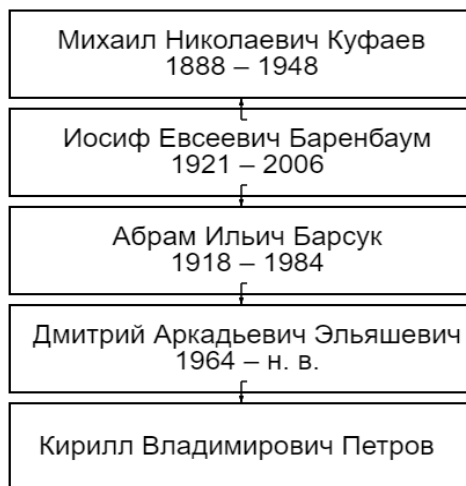 Михаил Николаевич Куфаев
1888 – 1948
Иосиф Евсеевич Баренбаум
1921 – 2006
Абрам Ильич Барсук
1918 – 1984
Дмитрий Аркадьевич Эльяшевич
1964 – н. в.
Кирилл Владимирович Петров